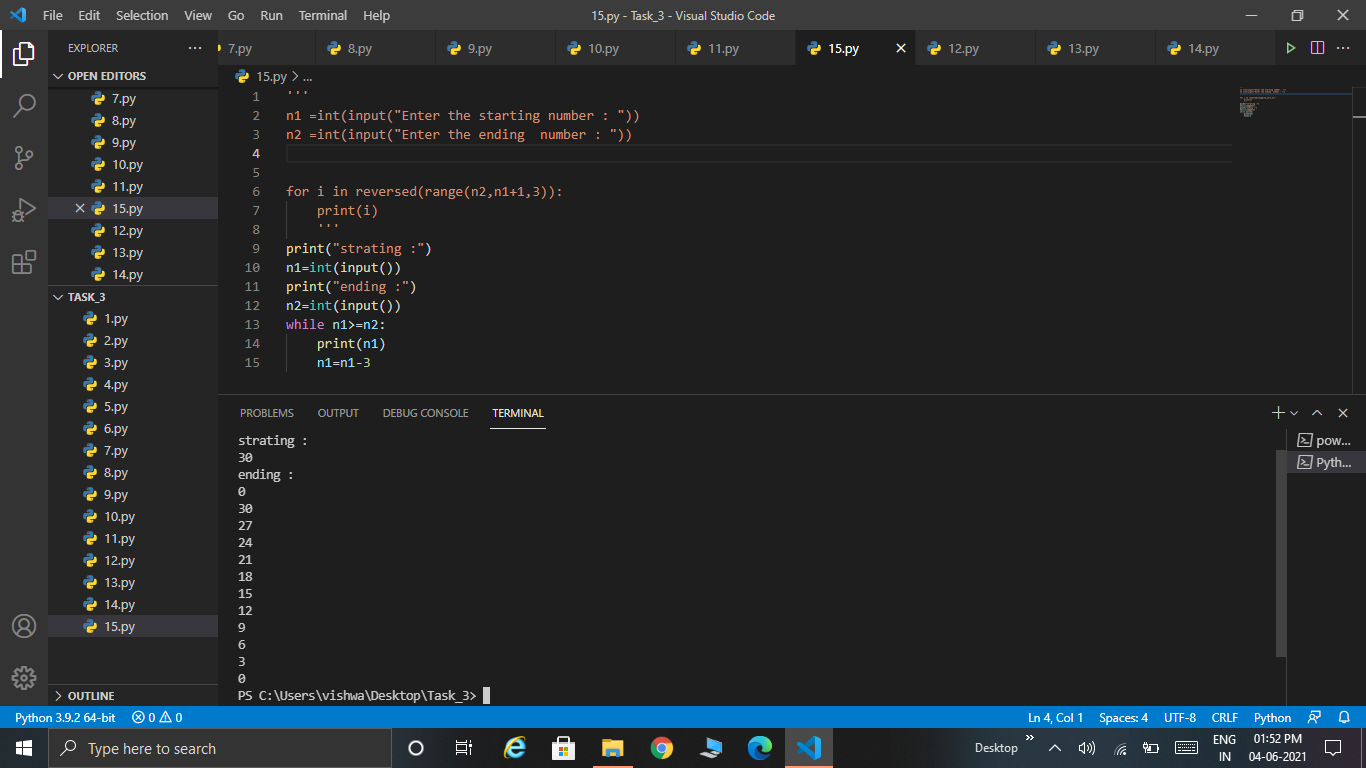 File Edit Selection View Go Run Terminal Help 15.py - Task_3 - Visual Studio Code
EXPLORER
7.py 8.py 9.py 10.py 11.py 15.py 12.py 13.py 14.py
OPEN EDITORS
7.py
8.py
9.py
10.py
11.py
15.py
12.py
13.py
14.py
TASK_3
1.py
2.py
3.py
4.py
5.py
6.py
7.py
8.py
9.py
10.py
11.py
12.py
13.py
14.py
15.py
OUTLINE
15.py > ...
1 '''
2 n1 =int(input("Enter the starting number : "))
3 n2 =int(input("Enter the ending  number : "))
4
5
6 for i in reversed(range(n2,n1+1,3)):
7     print(i)
8     '''
9 print("strating :")
10 n1=int(input())
11 print("ending :")
12 n2=int(input())
13 while n1>=n2:
14     print(n1)
15     n1=n1-3
PROBLEMS OUTPUT DEBUG CONSOLE TERMINAL
strating :
30
ending :
0
30
27
24
21
18
15
12
9
6
3
0
PS C:\Users\vishwa\Desktop\Task_3>
pow...
Pyth...
Python 3.9.2 64-bit 0 0 Ln 4, Col 1 Spaces: 4 UTF-8 CRLF Python
Type here to search
Desktop
ENG
IN
01:52 PM
04-06-2021